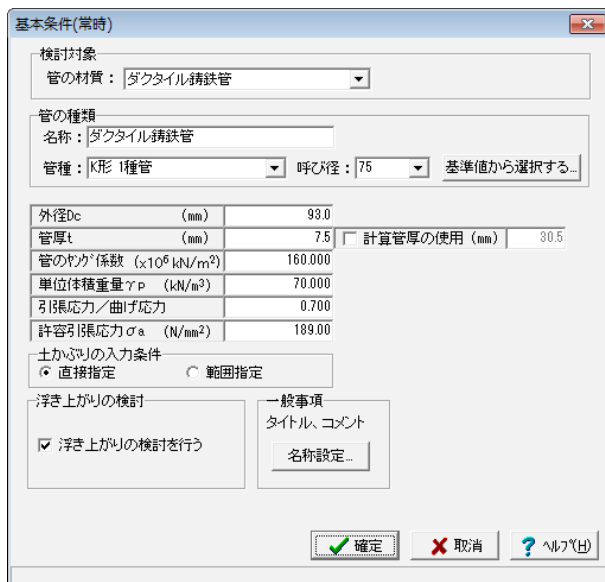 基本条件(常時)
検討対象
管の材質： ダクタイル鋳鉄管
管の種類
名称： ダクタイル鋳鉄管
管種： K形 1種管 呼び径： 75 基準値から選択する...
外径Dc (mm) 93.0
管厚t (mm) 7.5 計算管厚の使用 (mm) 30.5
管のﾔﾝｸﾞ係数 (x10⁶ kN/m²) 160.000
単位体積重量γp (kN/m³) 70.000
引張応力／曲げ応力 0.700
許容引張応力σa (N/mm²) 189.00
土かぶりの入力条件
直接指定 範囲指定
浮き上がりの検討
浮き上がりの検討を行う
一般事項
タイトル、コメント
名称設定...
確定 取消 ﾍﾙﾌﾟ(H)